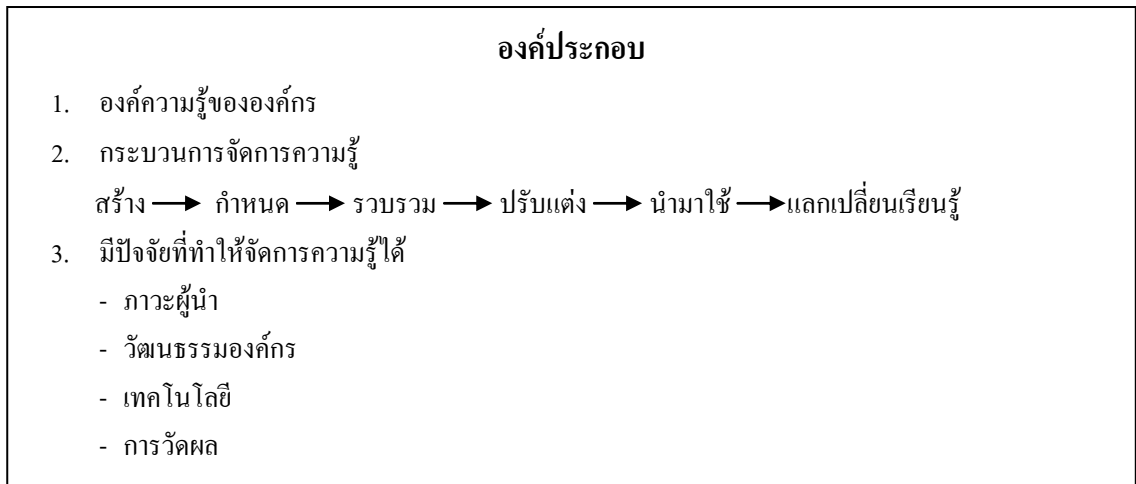 องค์ประกอบ
1. องค์ความรู้ขององค์กร
2. กระบวนการจัดการความรู้
สร้าง → กำหนด → รวบรวม → ปรับแต่ง → นำมาใช้ → แลกเปลี่ยนเรียนรู้
3. มีปัจจัยที่ทำให้จัดการความรู้ได้
- ภาวะผู้นำ
- วัฒนธรรมองค์กร
- เทคโนโลยี
- การวัดผล